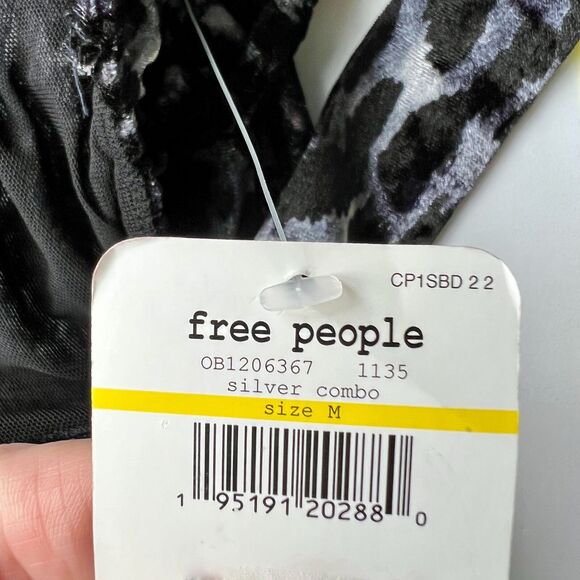 CP1SBD 2 2
free people
OB1206367 1135
silver combo
size M
1 95191 20288 0